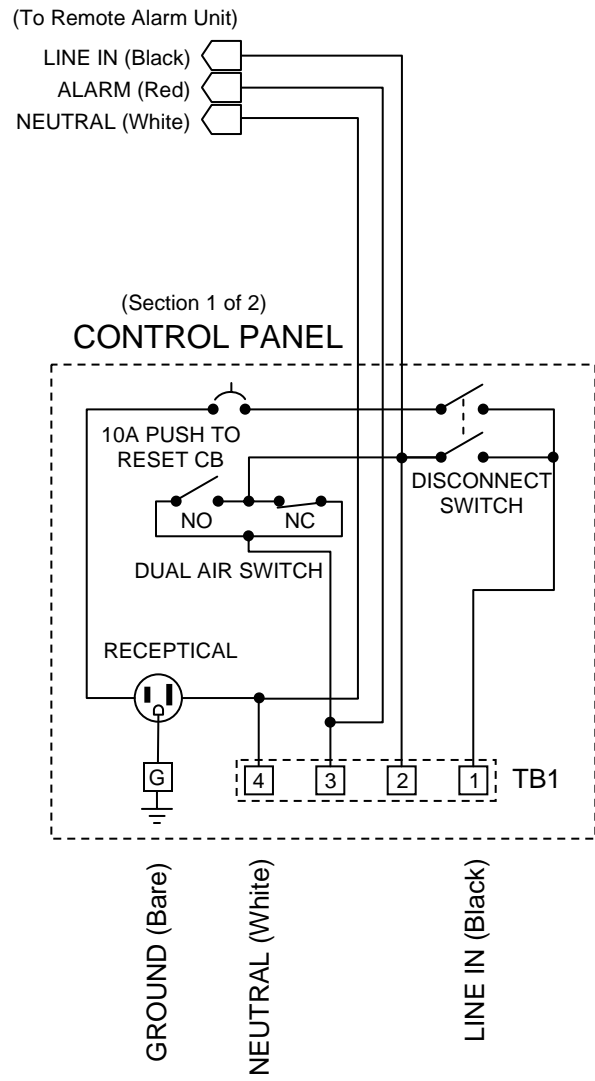 (To Remote Alarm Unit)
LINE IN (Black)
ALARM (Red)
NEUTRAL (White)
(Section 1 of 2)
CONTROL PANEL
10A PUSH TO
RESET CB
DISCONNECT
SWITCH
NO
NC
DUAL AIR SWITCH
RECEPTICAL
G
4
3
2
1
TB1
GROUND (Bare)
NEUTRAL (White)
LINE IN (Black)